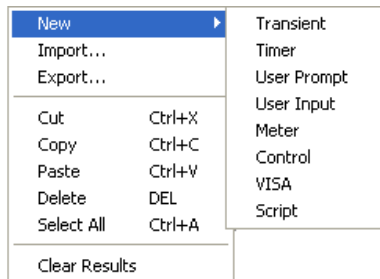 New
Import...
Export...
Cut Ctrl+X
Copy Ctrl+C
Paste Ctrl+V
Delete DEL
Select All Ctrl+A
Clear Results
Transient
Timer
User Prompt
User Input
Meter
Control
VISA
Script